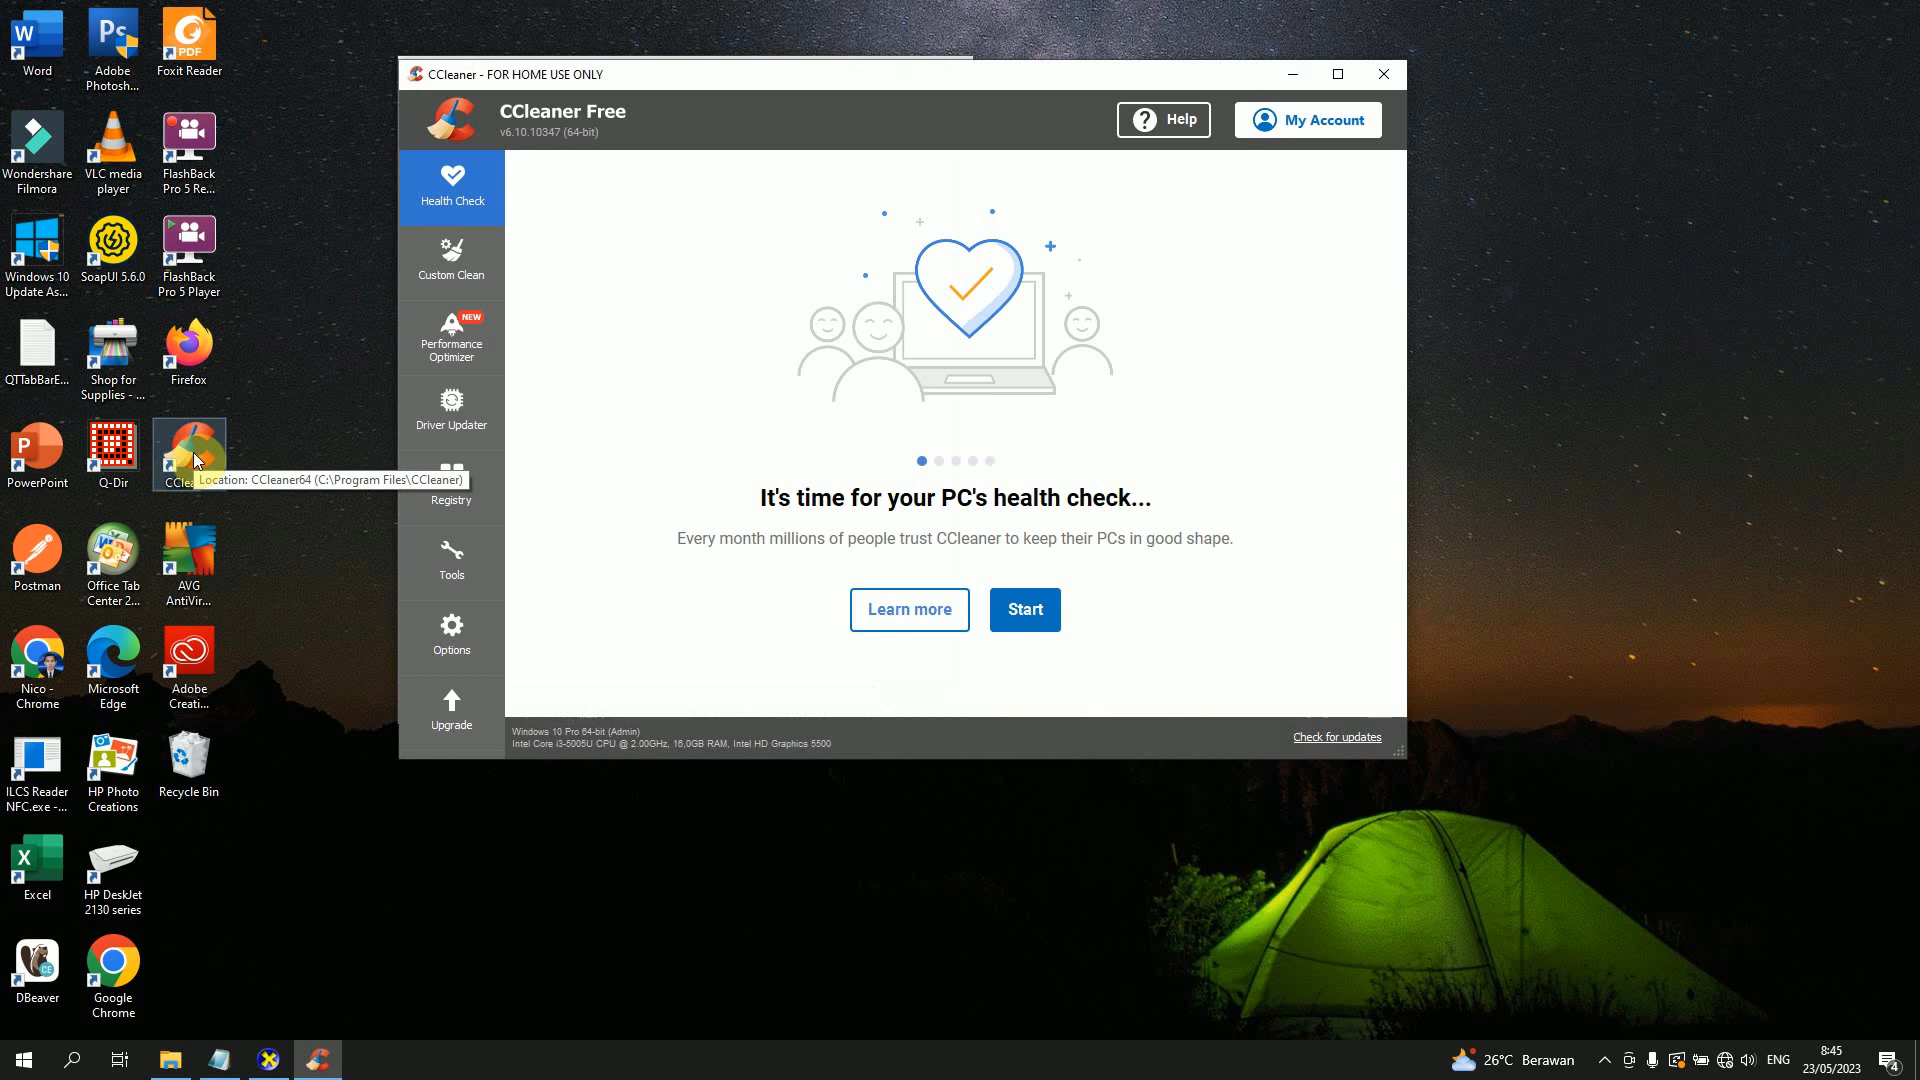 Word
Adobe
Photosh...
Foxit Reader
Wondershare
Filmora
VLC media
player
FlashBack
Pro 5 Re...
Windows 10
Update As...
SoapUI 5.6.0
FlashBack
Pro 5 Player
QTTabBarE...
Shop for
Supplies - ...
Firefox
PowerPoint
Q-Dir
CClea
Location: CCleaner64 (C:\Program Files\CCleaner)
Postman
Office Tab
Center 2...
AVG
AntiVir...
Nico -
Chrome
Microsoft
Edge
Adobe
Creati...
ILCS Reader
NFC.exe -...
HP Photo
Creations
Recycle Bin
Excel
HP DeskJet
2130 series
DBeaver
Google
Chrome
CCleaner - FOR HOME USE ONLY
CCleaner Free
v6.10.10347 (64-bit)
Help
My Account
Health Check
Custom Clean
NEW
Performance
Optimizer
Driver Updater
Registry
Tools
Options
Upgrade
It's time for your PC's health check...
Every month millions of people trust CCleaner to keep their PCs in good shape.
Learn more
Start
Windows 10 Pro 64-bit (Admin)
Intel Core i3-5005U CPU @ 2.00GHz, 16,0GB RAM, Intel HD Graphics 5500
Check for updates
26°C Berawan
ENG
8:45
23/05/2023
4